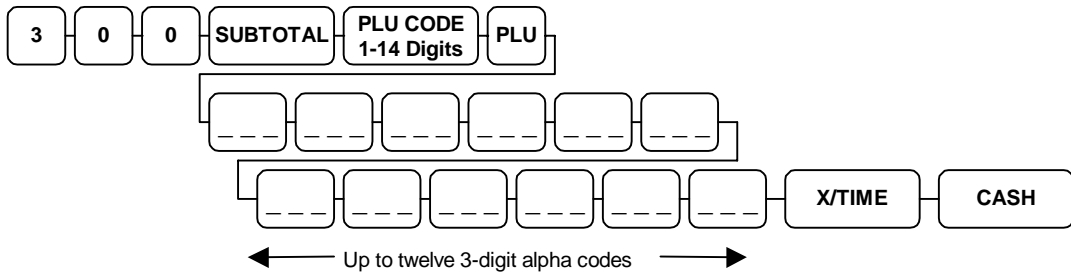 3 0 0 SUBTOTAL PLU CODE PLU
1-14 Digits
_ _ _ _ _ _ _ _ _ _ _ _ _ _ _ _ _ _
_ _ _ _ _ _ _ _ _ _ _ _ _ _ _ _ _ _ X/TIME CASH
Up to twelve 3-digit alpha codes